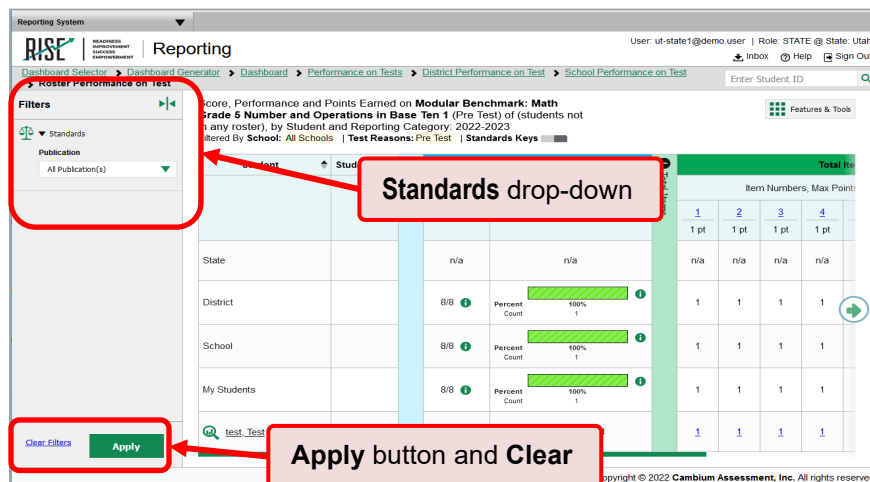 Reporting System
RISE READINESS IMPROVEMENT SUCCESS EMPOWERMENT Reporting
User: ut-state1@demo.user | Role: STATE @ State: Utah
Inbox Help Sign Out
Dashboard Selector > Dashboard Generator > Dashboard > Performance on Tests > District Performance on Test > School Performance on Test
> Roster Performance on Test
Enter Student ID
Filters
Score, Performance and Points Earned on Modular Benchmark: Math
Grade 5 Number and Operations in Base Ten 1 (Pre Test) of (students not
in any roster), by Student and Reporting Category: 2022-2023
Filtered By School: All Schools | Test Reasons: Pre Test | Standards Keys
Features & Tools
Standards
Publication
All Publication(s)
Standards drop-down
Student
Total Items
Item Numbers, Max Points
1 2 3 4
1 pt 1 pt 1 pt 1 pt
State n/a n/a n/a n/a n/a n/a
District 8/8 Percent 100% Count 1 1 1 1 1
School 8/8 Percent 100% Count 1 1 1 1 1
My Students 8/8 Percent 100% Count 1 1 1 1 1
test, Test 1 1 1 1
Clear Filters Apply
Apply button and Clear
opyright © 2022 Cambium Assessment, Inc. All rights reserved